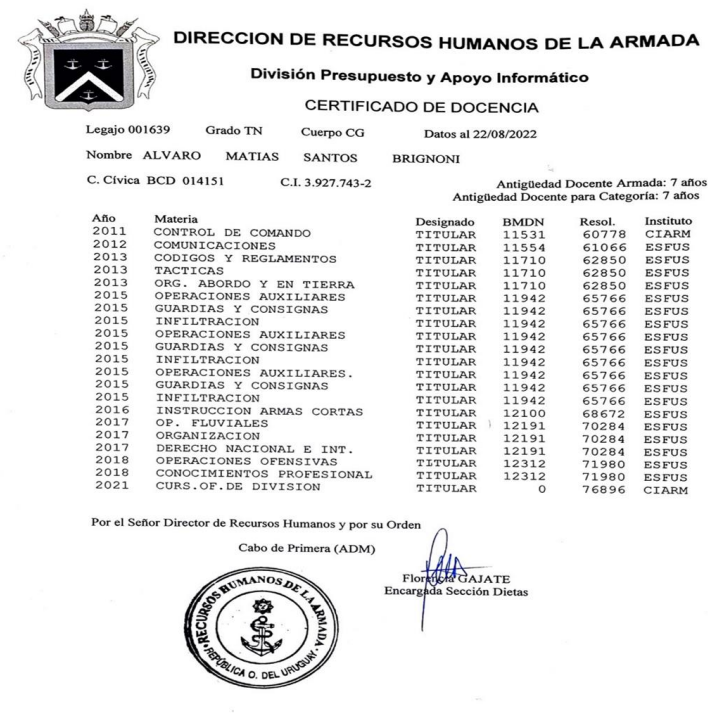 DIRECCION DE RECURSOS HUMANOS DE LA ARMADA
División Presupuesto y Apoyo Informático
CERTIFICADO DE DOCENCIA
Legajo 001639 Grado TN Cuerpo CG Datos al 22/08/2022
Nombre ALVARO MATIAS SANTOS BRIGNONI
C. Cívica BCD 014151 C.I. 3.927.743-2 Antigüedad Docente Armada: 7 años
Antigüedad Docente para Categoría: 7 años
Año Materia Designado BMDN Resol. Instituto
2011 CONTROL DE COMANDO TITULAR 11531 60778 CIARM
2012 COMUNICACIONES TITULAR 11554 61066 ESFUS
2013 CODIGOS Y REGLAMENTOS TITULAR 11710 62850 ESFUS
2013 TACTICAS TITULAR 11710 62850 ESFUS
2013 ORG. ABORDO Y EN TIERRA TITULAR 11710 62850 ESFUS
2015 OPERACIONES AUXILIARES TITULAR 11942 65766 ESFUS
2015 GUARDIAS Y CONSIGNAS TITULAR 11942 65766 ESFUS
2015 INFILTRACION TITULAR 11942 65766 ESFUS
2015 OPERACIONES AUXILIARES TITULAR 11942 65766 ESFUS
2015 GUARDIAS Y CONSIGNAS TITULAR 11942 65766 ESFUS
2015 INFILTRACION TITULAR 11942 65766 ESFUS
2015 OPERACIONES AUXILIARES. TITULAR 11942 65766 ESFUS
2015 GUARDIAS Y CONSIGNAS TITULAR 11942 65766 ESFUS
2015 INFILTRACION TITULAR 11942 65766 ESFUS
2016 INSTRUCCION ARMAS CORTAS TITULAR 12100 68672 ESFUS
2017 OP. FLUVIALES TITULAR 12191 70284 ESFUS
2017 ORGANIZACION TITULAR 12191 70284 ESFUS
2017 DERECHO NACIONAL E INT. TITULAR 12191 70284 ESFUS
2018 OPERACIONES OFENSIVAS TITULAR 12312 71980 ESFUS
2018 CONOCIMIENTOS PROFESIONAL TITULAR 12312 71980 ESFUS
2021 CURS.OF.DE DIVISION TITULAR 0 76896 CIARM
Por el Señor Director de Recursos Humanos y por su Orden
Cabo de Primera (ADM)
Florencia GAJATE
Encargada Sección Dietas
RECURSOS HUMANOS DE LA ARMADA
REPÚBLICA O. DEL URUGUAY